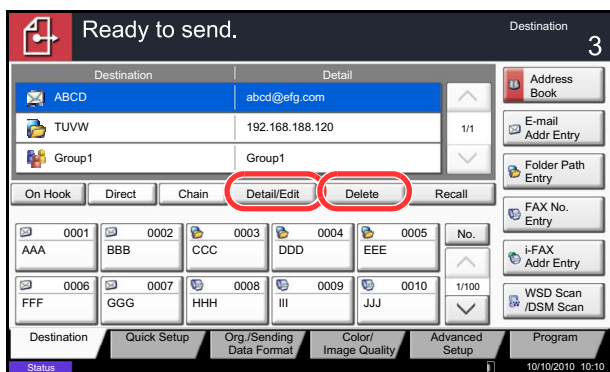 Ready to send.
Destination
3
Destination Detail
ABCD abcd@efg.com
TUVW 192.168.188.120
1/1
Group1 Group1
Address
Book
E-mail
Addr Entry
Folder Path
Entry
FAX No.
Entry
i-FAX
Addr Entry
WSD Scan
/DSM Scan
On Hook Direct Chain Detail/Edit Delete Recall
0001 0002 0003 0004 0005 No.
AAA BBB CCC DDD EEE
0006 0007 0008 0009 0010 1/100
FFF GGG HHH III JJJ
Destination Quick Setup Org./Sending
Data Format Color/
Image Quality Advanced
Setup Program
Status 10/10/2010 10:10